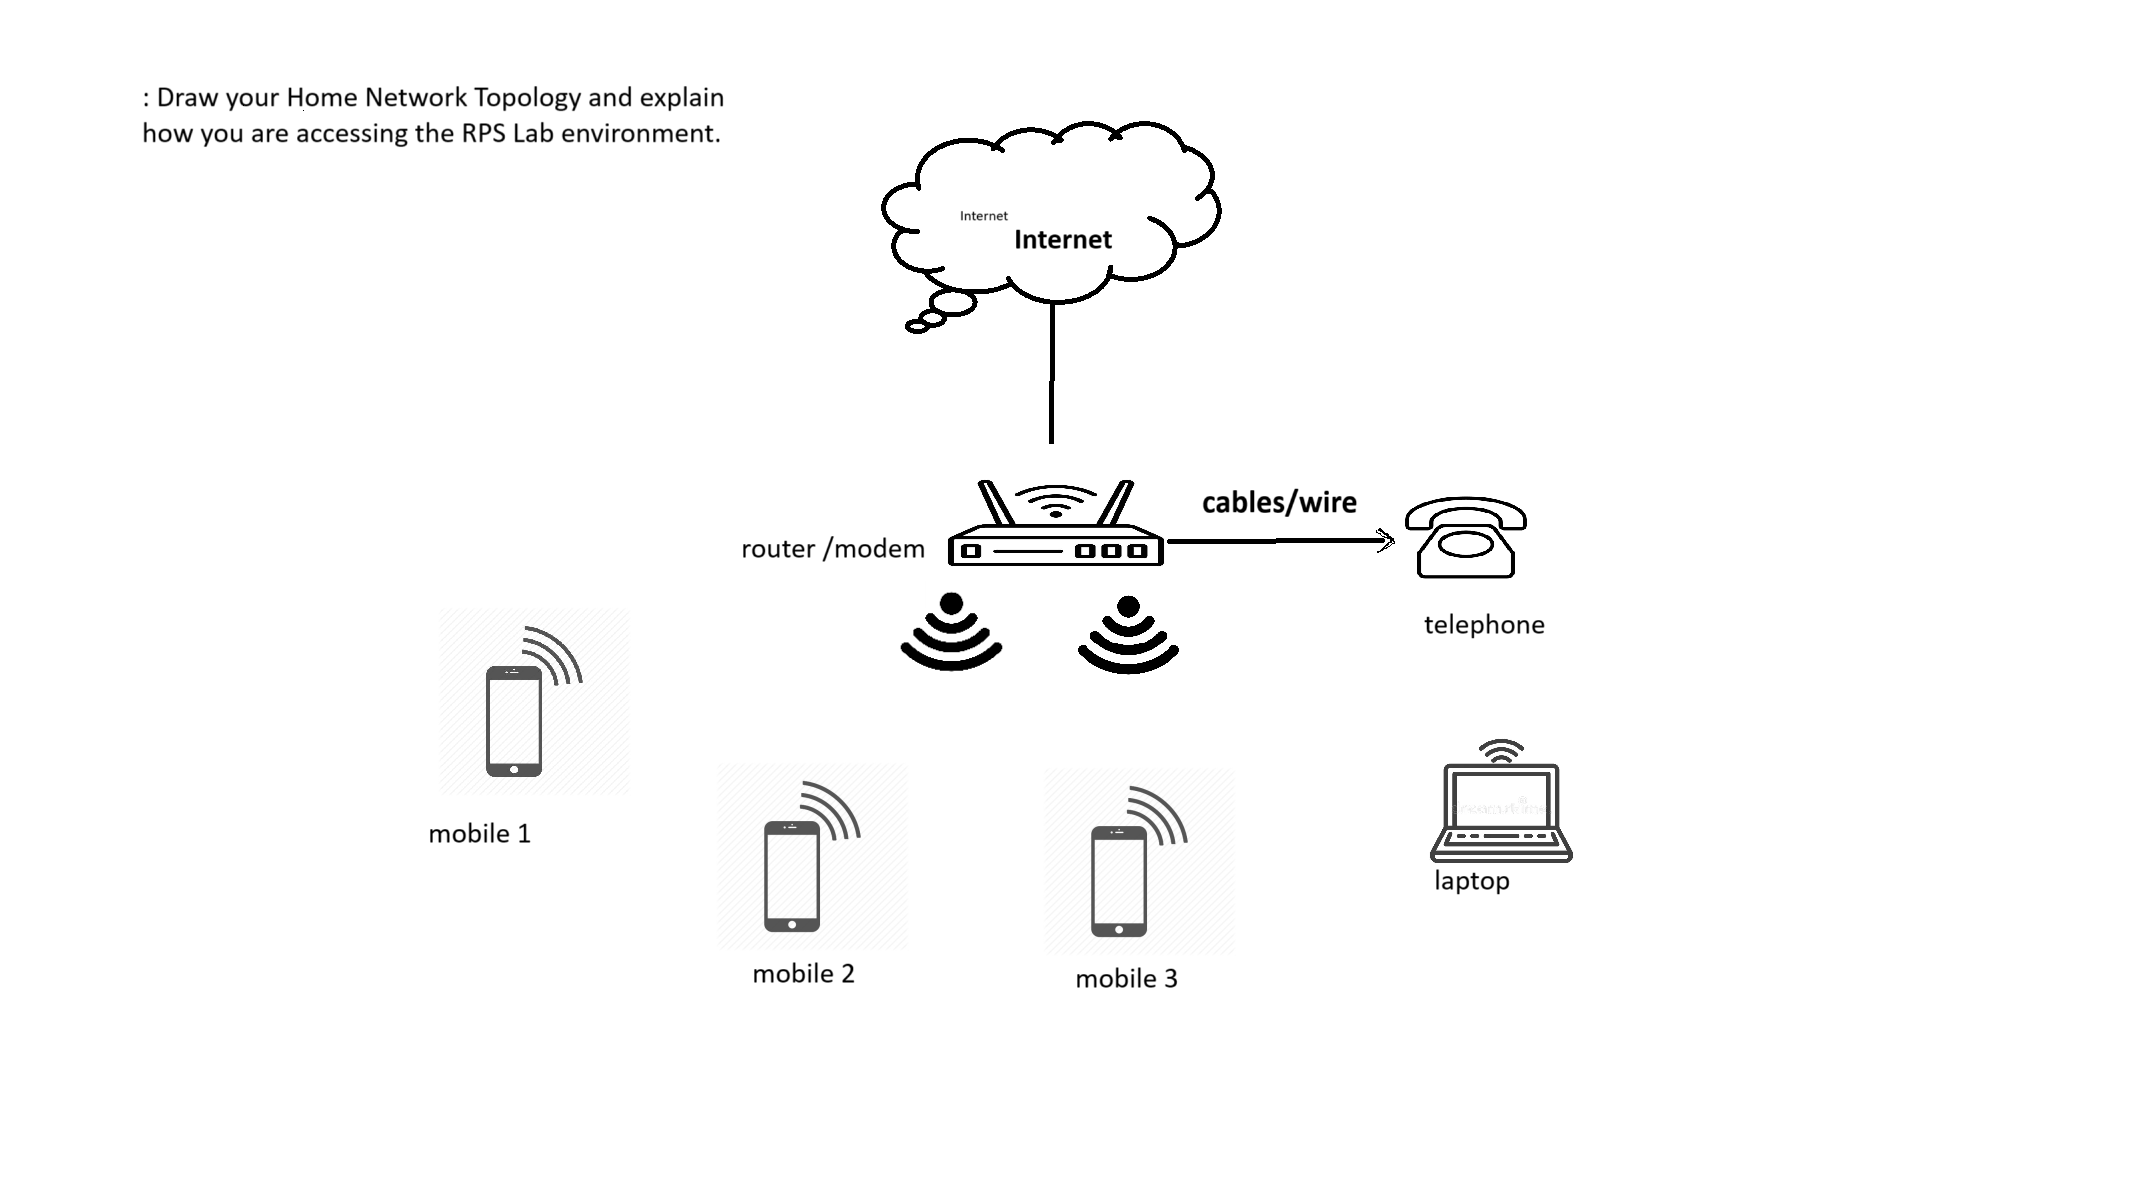 : Draw your Home Network Topology and explain
how you are accessing the RPS Lab environment.
Internet
Internet
cables/wire
router /modem
telephone
mobile 1
laptop
mobile 2
mobile 3